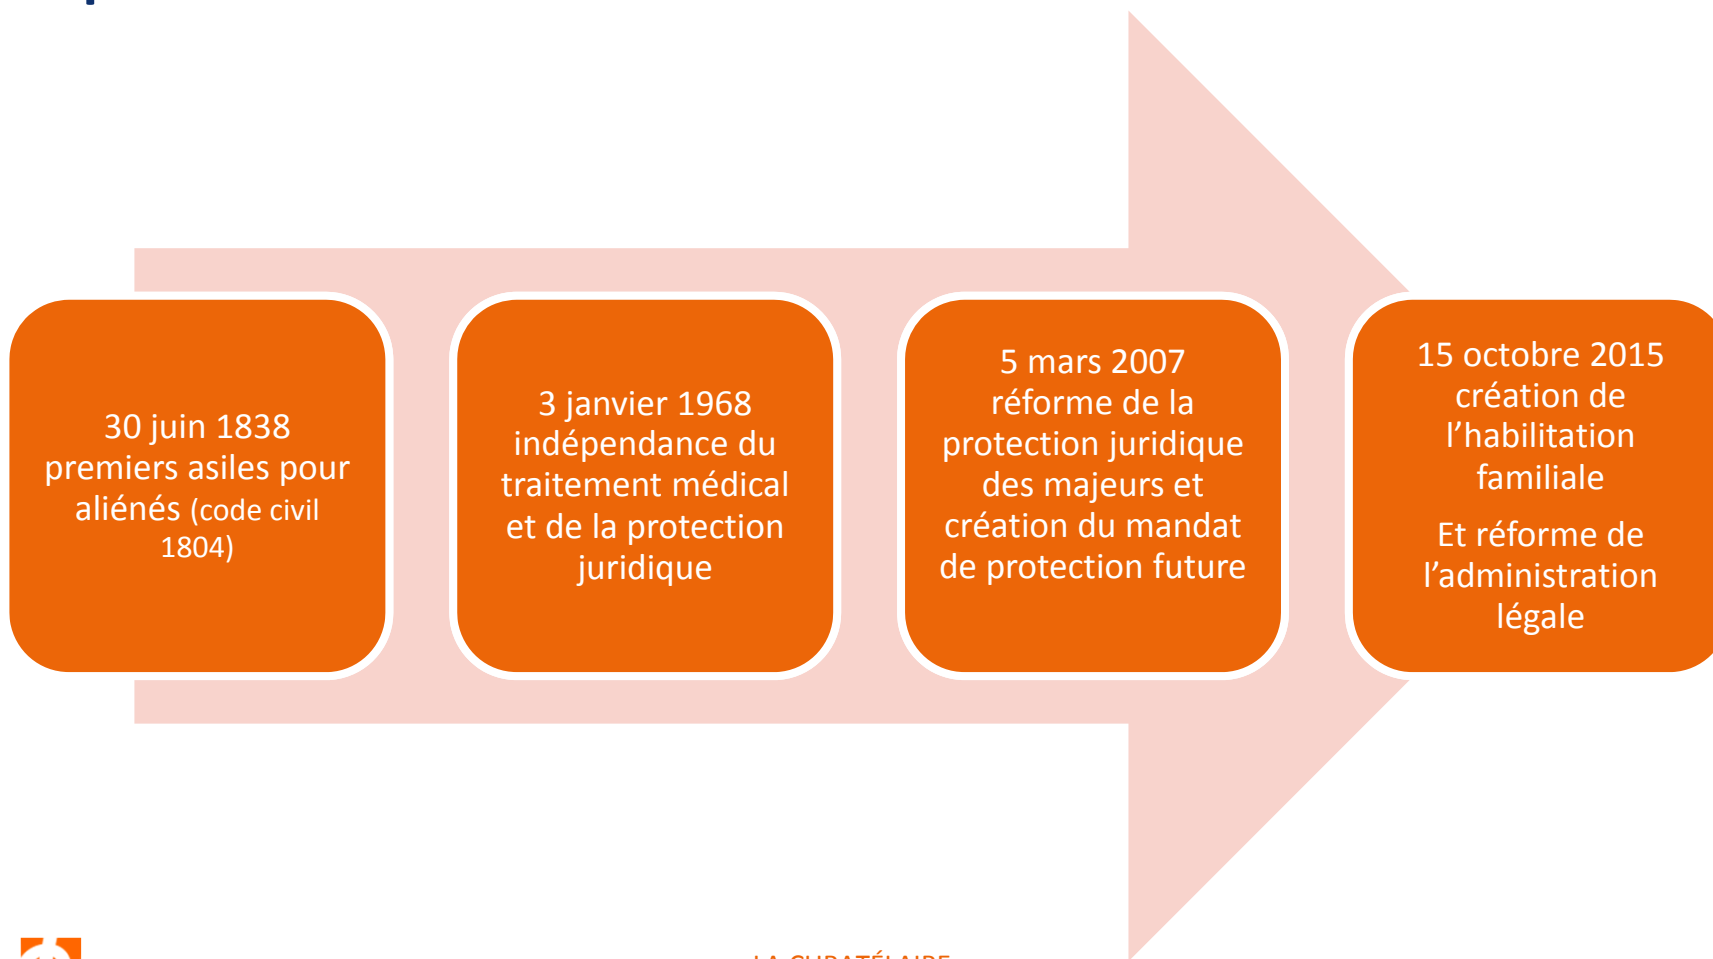 30 juin 1838
premiers asiles pour
aliénés (code civil
1804)
3 janvier 1968
indépendance du
traitement médical
et de la protection
juridique
5 mars 2007
réforme de la
protection juridique
des majeurs et
création du mandat
de protection future
15 octobre 2015
création de
l’habilitation
familiale
Et réforme de
l’administration
légale
LA CURATÉLAIRE